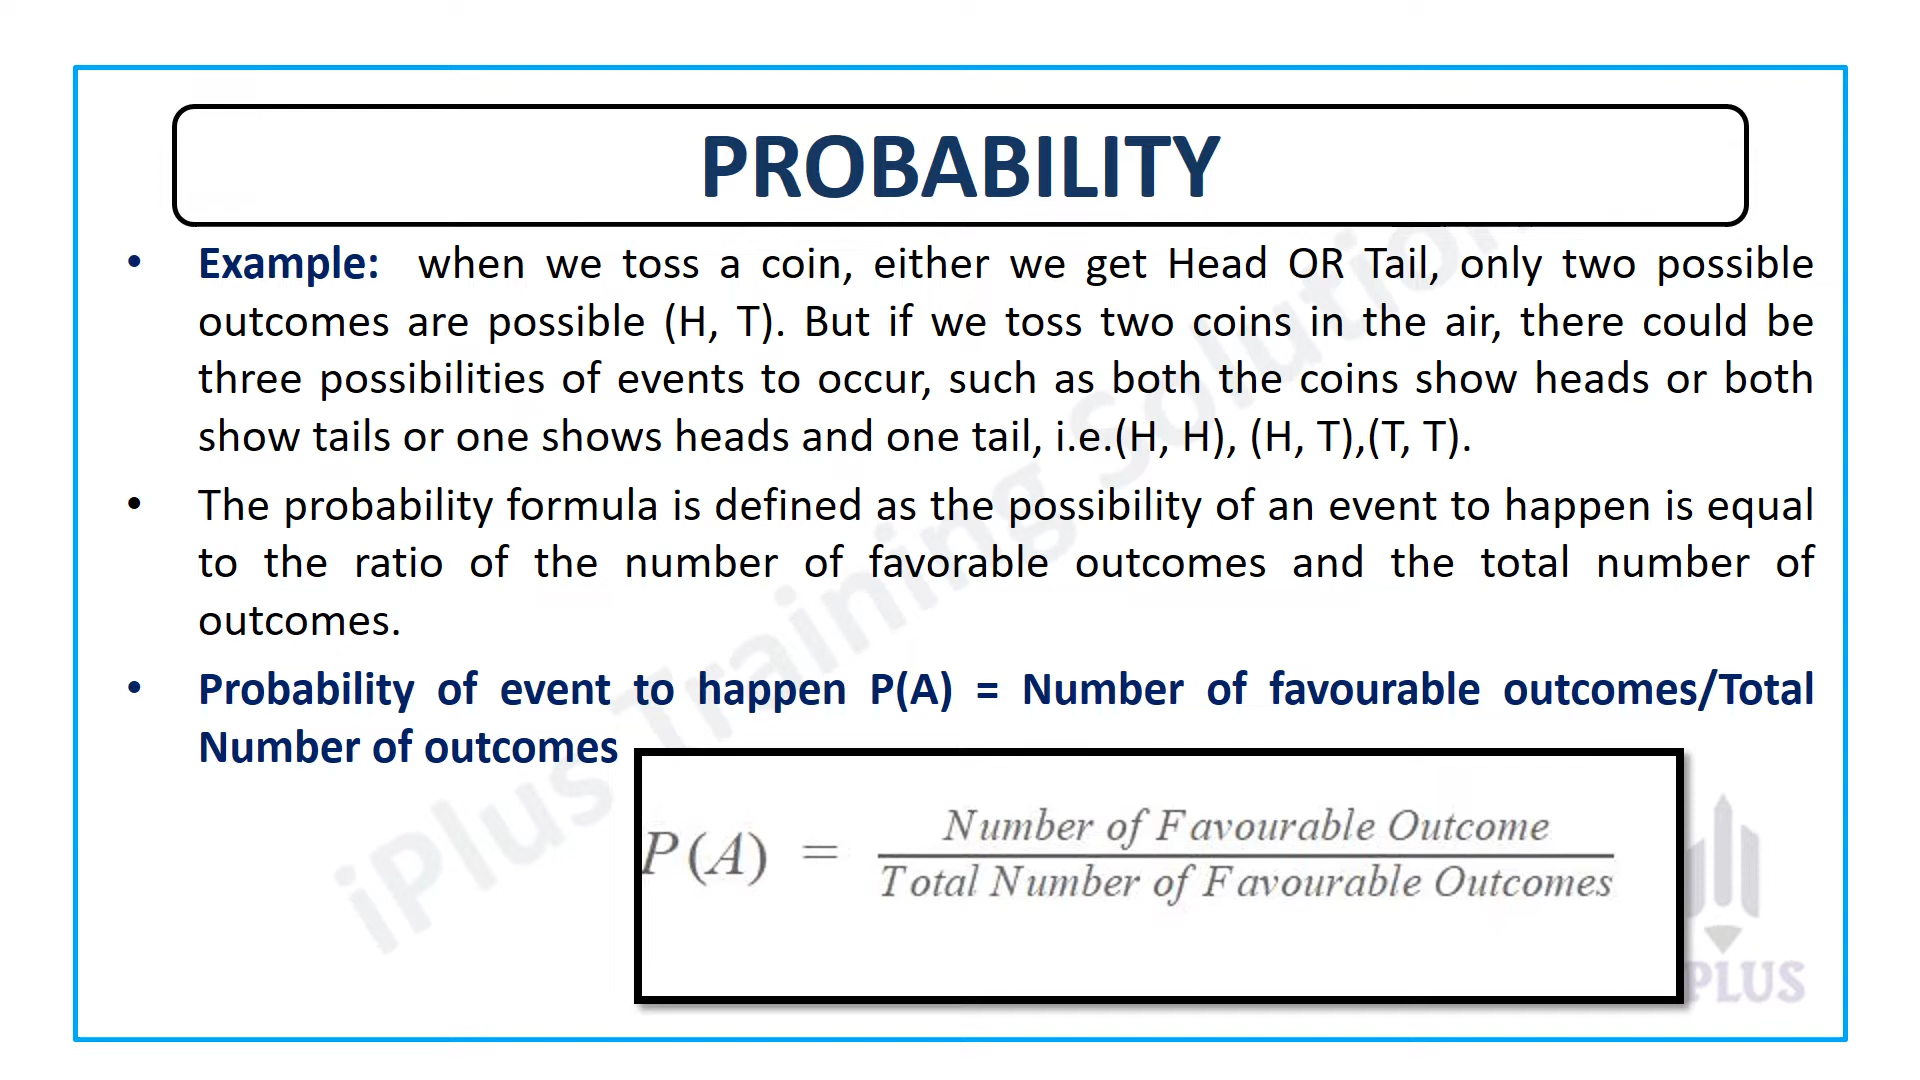 PROBABILITY
• Example: when we toss a coin, either we get Head OR Tail, only two possible
outcomes are possible (H, T). But if we toss two coins in the air, there could be
three possibilities of events to occur, such as both the coins show heads or both
show tails or one shows heads and one tail, i.e.(H, H), (H, T),(T, T).
• The probability formula is defined as the possibility of an event to happen is equal
to the ratio of the number of favorable outcomes and the total number of
outcomes.
• Probability of event to happen P(A) = Number of favourable outcomes/Total
Number of outcomes
P(A) = Number of Favourable Outcome
Total Number of Favourable Outcomes
iPlus Training Solution
PLUS